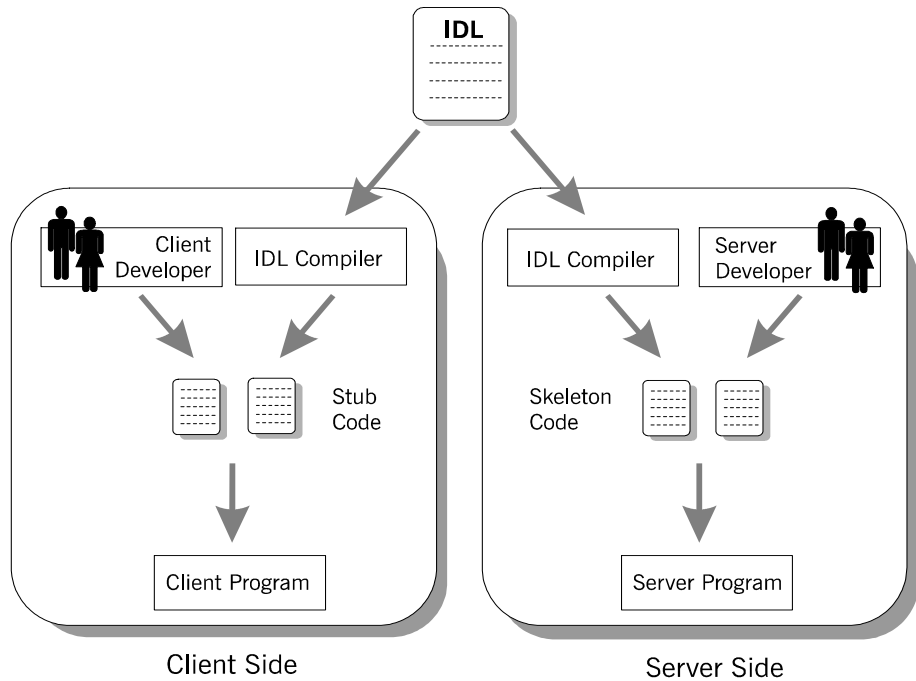 IDL
Client
Developer
IDL Compiler
Stub
Code
Client Program
Client Side
IDL Compiler
Server
Developer
Skeleton
Code
Server Program
Server Side